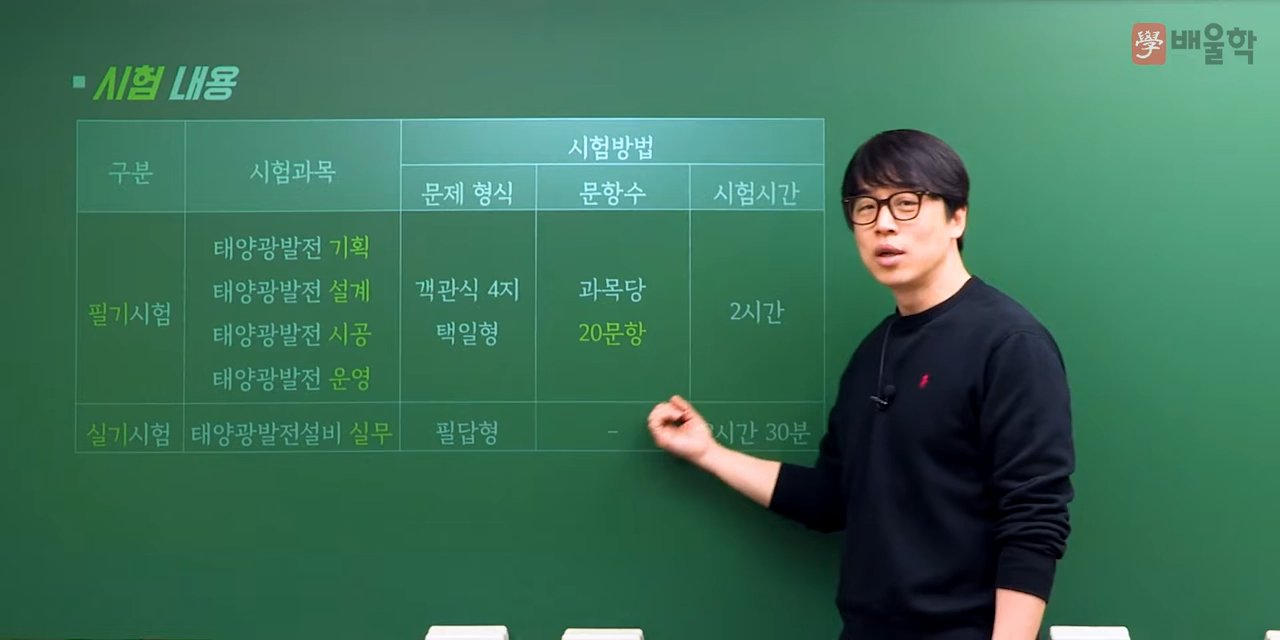 學 배울학
시험 내용
구분
시험과목
시험방법
문제 형식
문항수
시험시간
필기시험
태양광발전 기획
태양광발전 설계
태양광발전 시공
태양광발전 운영
객관식 4지
택일형
과목당
20문항
2시간
실기시험
태양광발전설비 실무
필답형
–
시간 30분